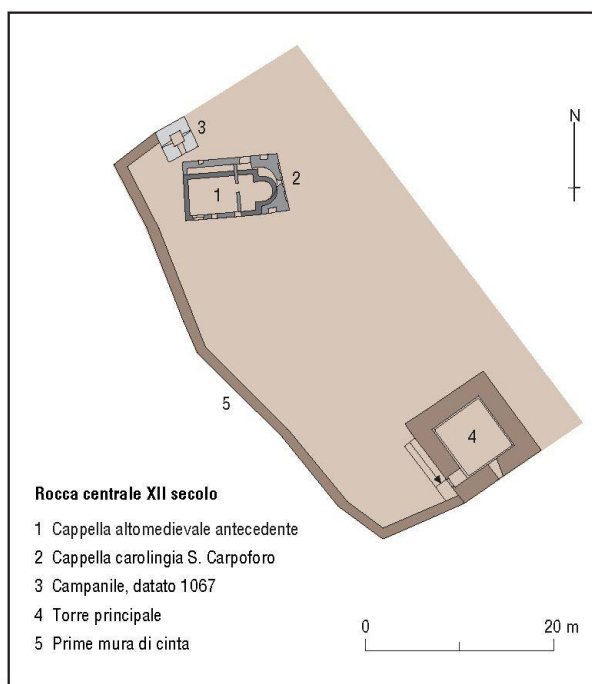 N
3
2
1
5
4
Rocca centrale XII secolo
1 Cappella altomedievale antecedente
2 Cappella carolingia S. Carpoforo
3 Campanile, datato 1067
4 Torre principale
5 Prime mura di cinta
0 20 m